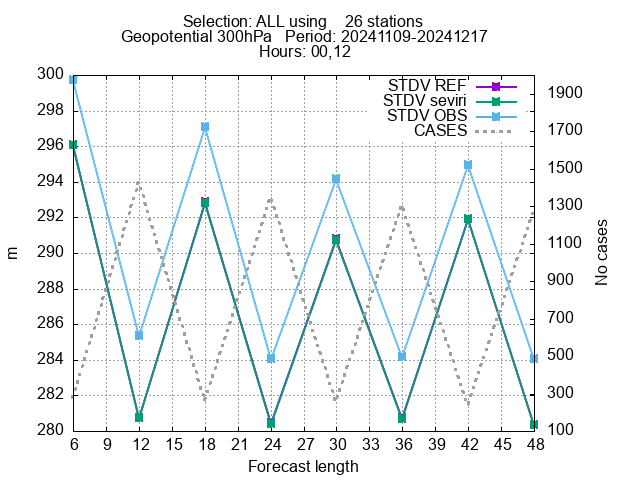 Selection: ALL using    26 stations
Geopotential 300hPa   Period: 20241109-20241217
Hours: 00,12
STDV REF
STDV seviri
STDV OBS
CASES
300
298
296
294
292
290
288
286
284
282
280
m
1900
1700
1500
1300
1100
900
700
500
300
100
No cases
6 9 12 15 18 21 24 27 30 33 36 39 42 45 48
Forecast length